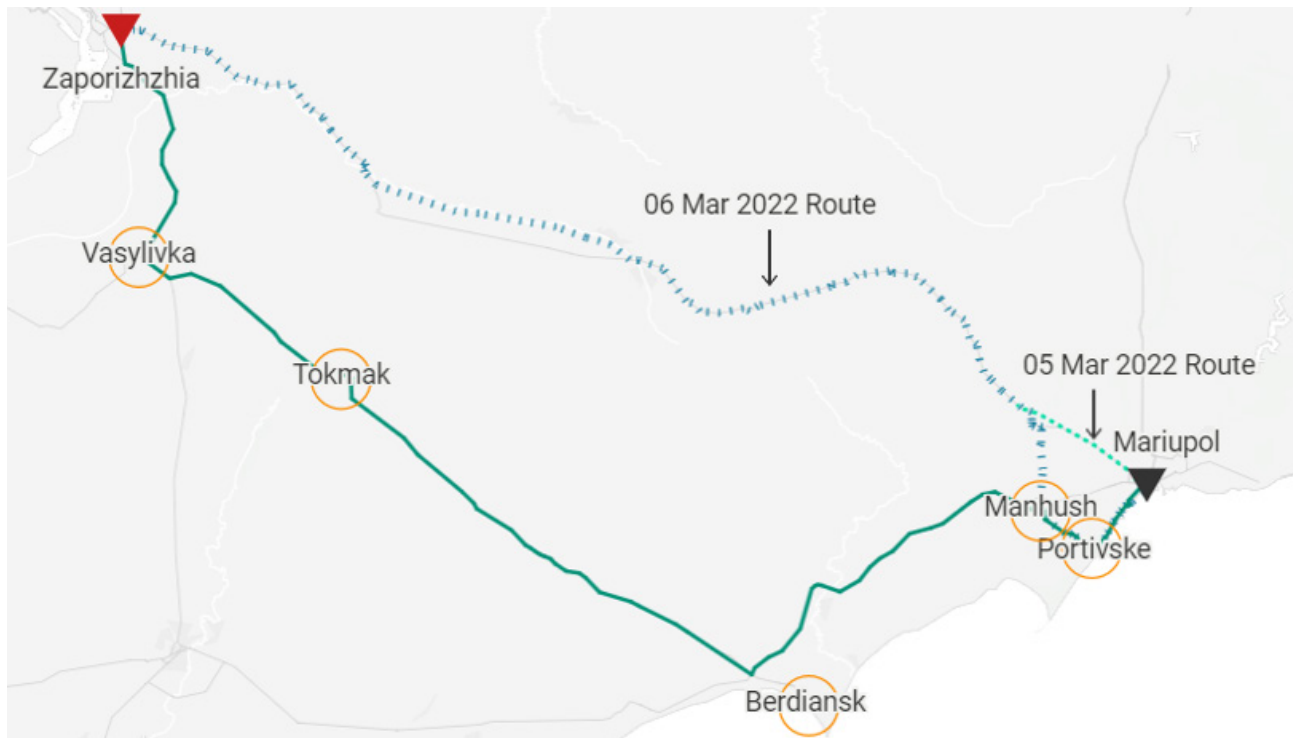 Zaporizhzhia
06 Mar 2022 Route
Vasylivka
05 Mar 2022 Route
Tokmak
Mariupol
Manhush
Portivske
Berdiansk